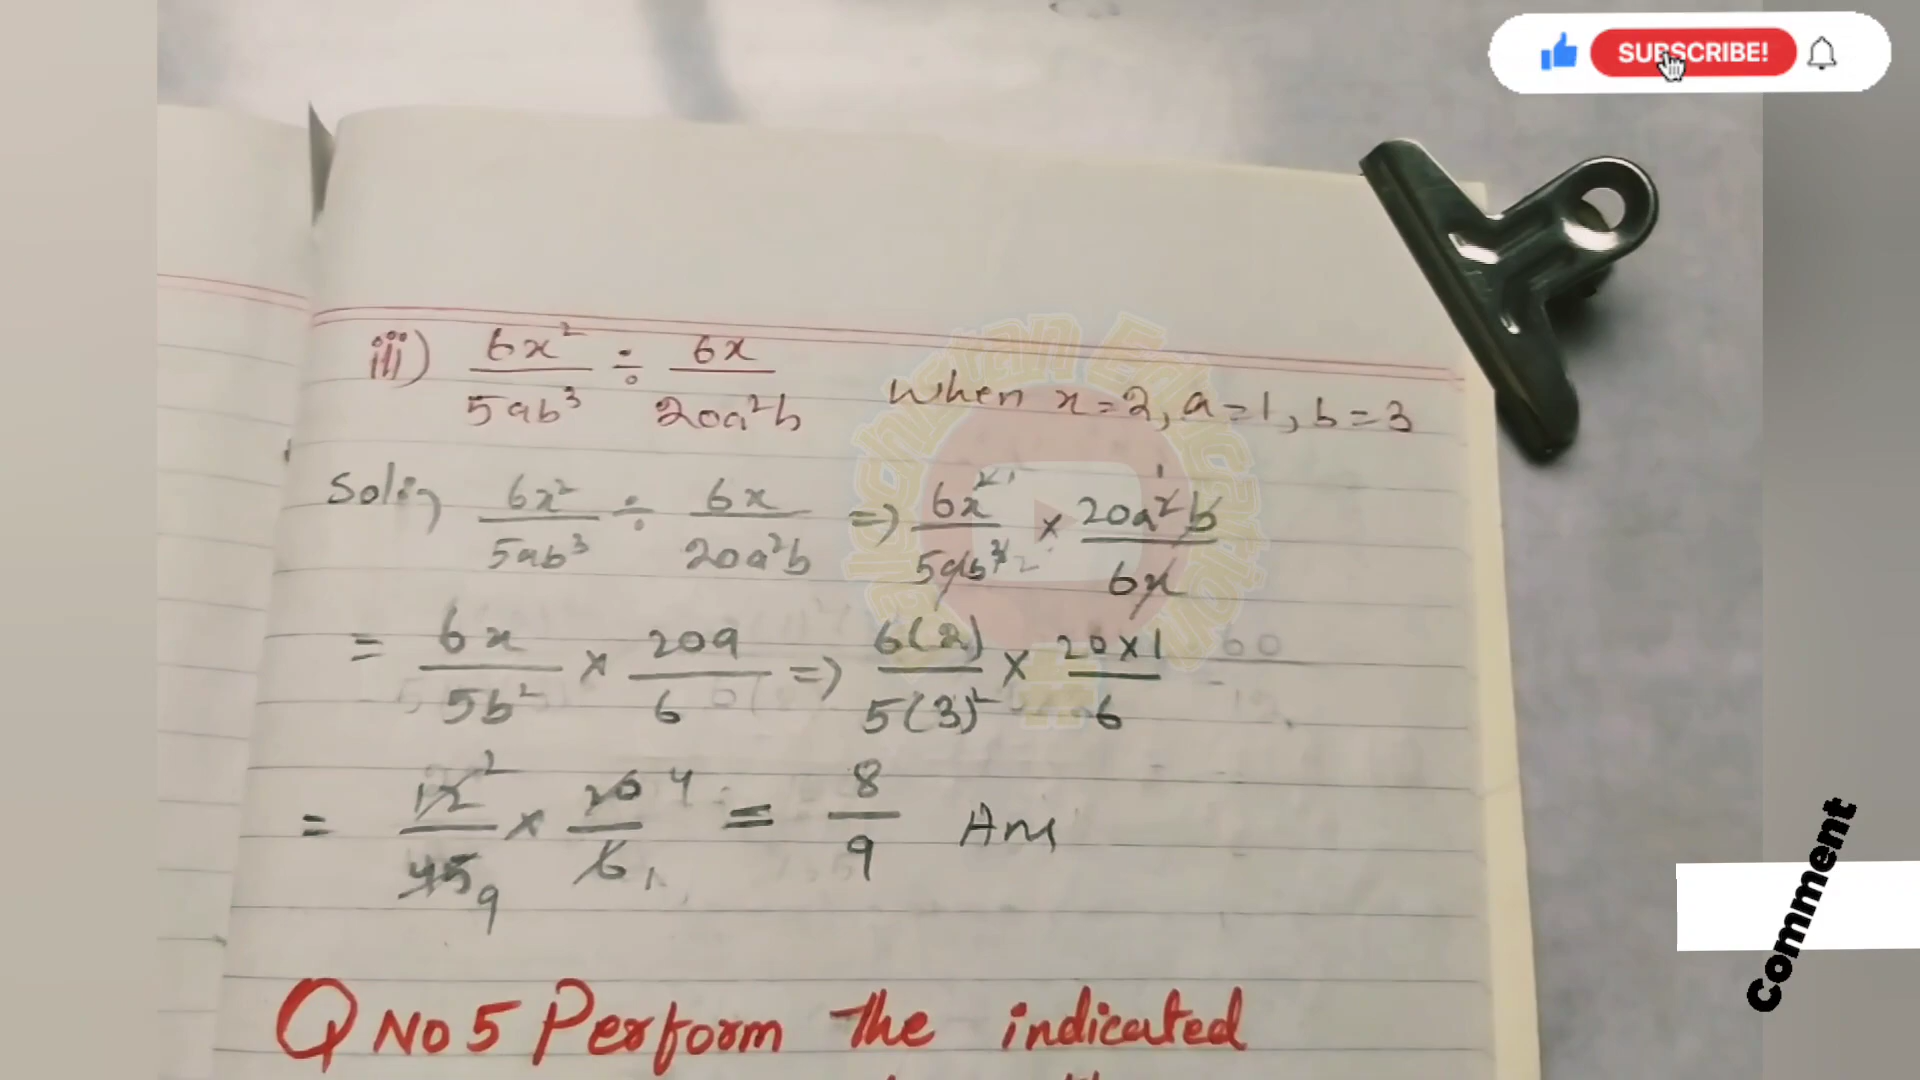 SUBSCRIBE!
iii) 6x²/5ab³ ÷ 6x/20a²b When x=2, a=1, b=3
Sol:, 6x²/5ab³ ÷ 6x/20a²b => 6x²/5ab³ × 20a²b/6x
= 6x/5b² × 20a/6 => 6(2)/5(3)² × 20×1/6
= 12/45 × 20/6 = 8/9 Ans
Q No 5 Perform the indicated
Comment